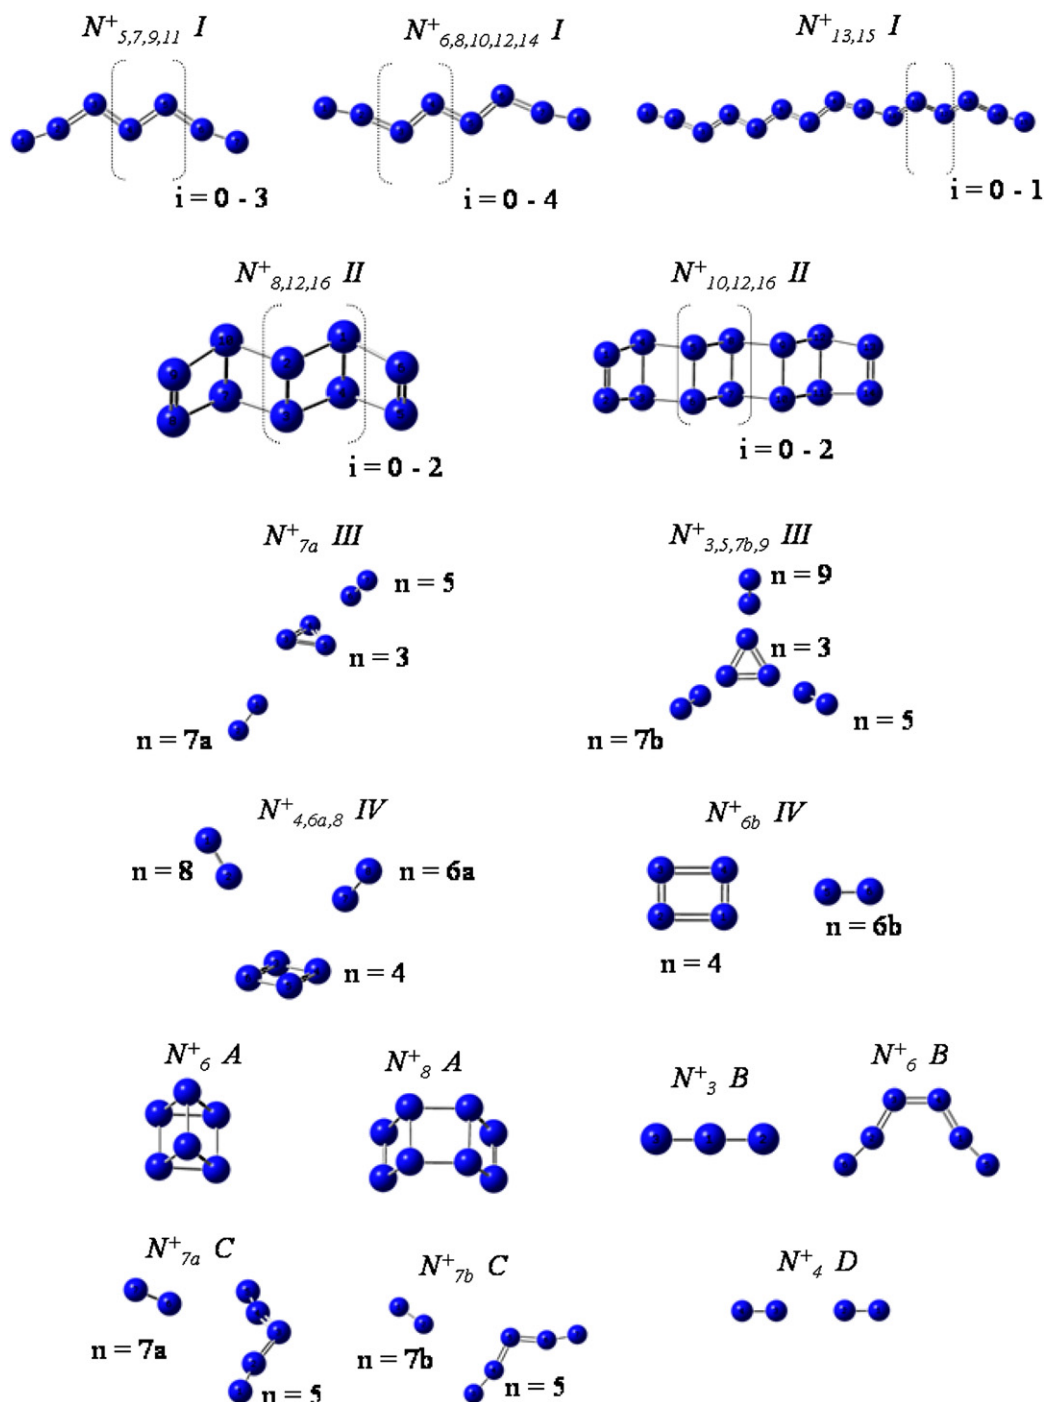 N+5,7,9,11 I
N+6,8,10,12,14 I
N+13,15 I
i = 0 - 3
i = 0 - 4
i = 0 - 1
N+8,12,16 II
N+10,12,16 II
i = 0 - 2
i = 0 - 2
N+7a III
N+3,5,7b,9 III
n = 5
n = 9
n = 3
n = 3
n = 7a
n = 7b
n = 5
N+4,6a,8 IV
N+6b IV
n = 8
n = 6a
n = 6b
n = 4
n = 4
N+6 A
N+8 A
N+3 B
N+6 B
N+7a C
N+7b C
N+4 D
n = 7a
n = 7b
n = 5
n = 5